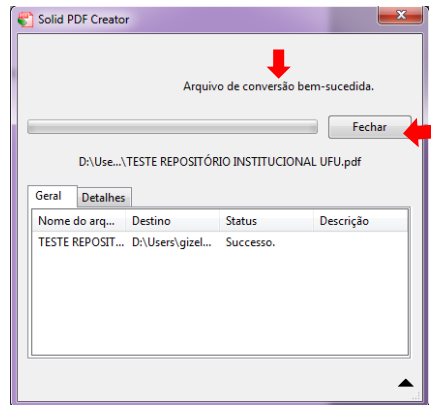 Solid PDF Creator
Arquivo de conversão bem-sucedida.
Fechar
D:\Use...\TESTE REPOSITÓRIO INSTITUCIONAL UFU.pdf
Geral Detalhes
Nome do arq... Destino Status Descrição
TESTE REPOSIT... D:\Users\gizel... Successo.